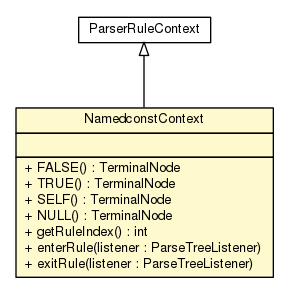 ParserRuleContext
NamedconstContext
+ FALSE() : TerminalNode
+ TRUE() : TerminalNode
+ SELF() : TerminalNode
+ NULL() : TerminalNode
+ getRuleIndex() : int
+ enterRule(listener : ParseTreeListener)
+ exitRule(listener : ParseTreeListener)